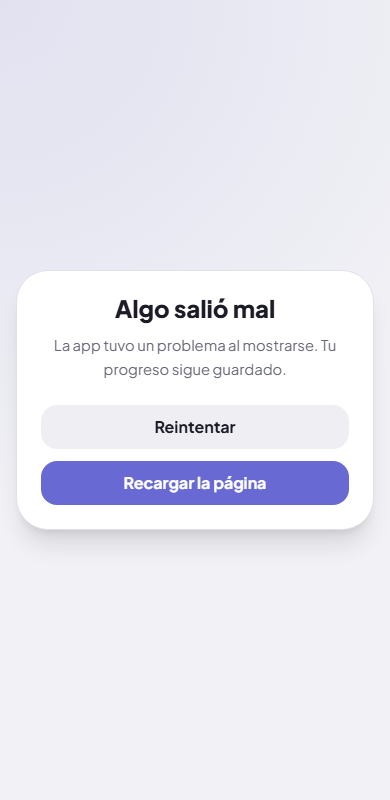 Algo salió mal
La app tuvo un problema al mostrarse. Tu
progreso sigue guardado.
Reintentar
Recargar la página